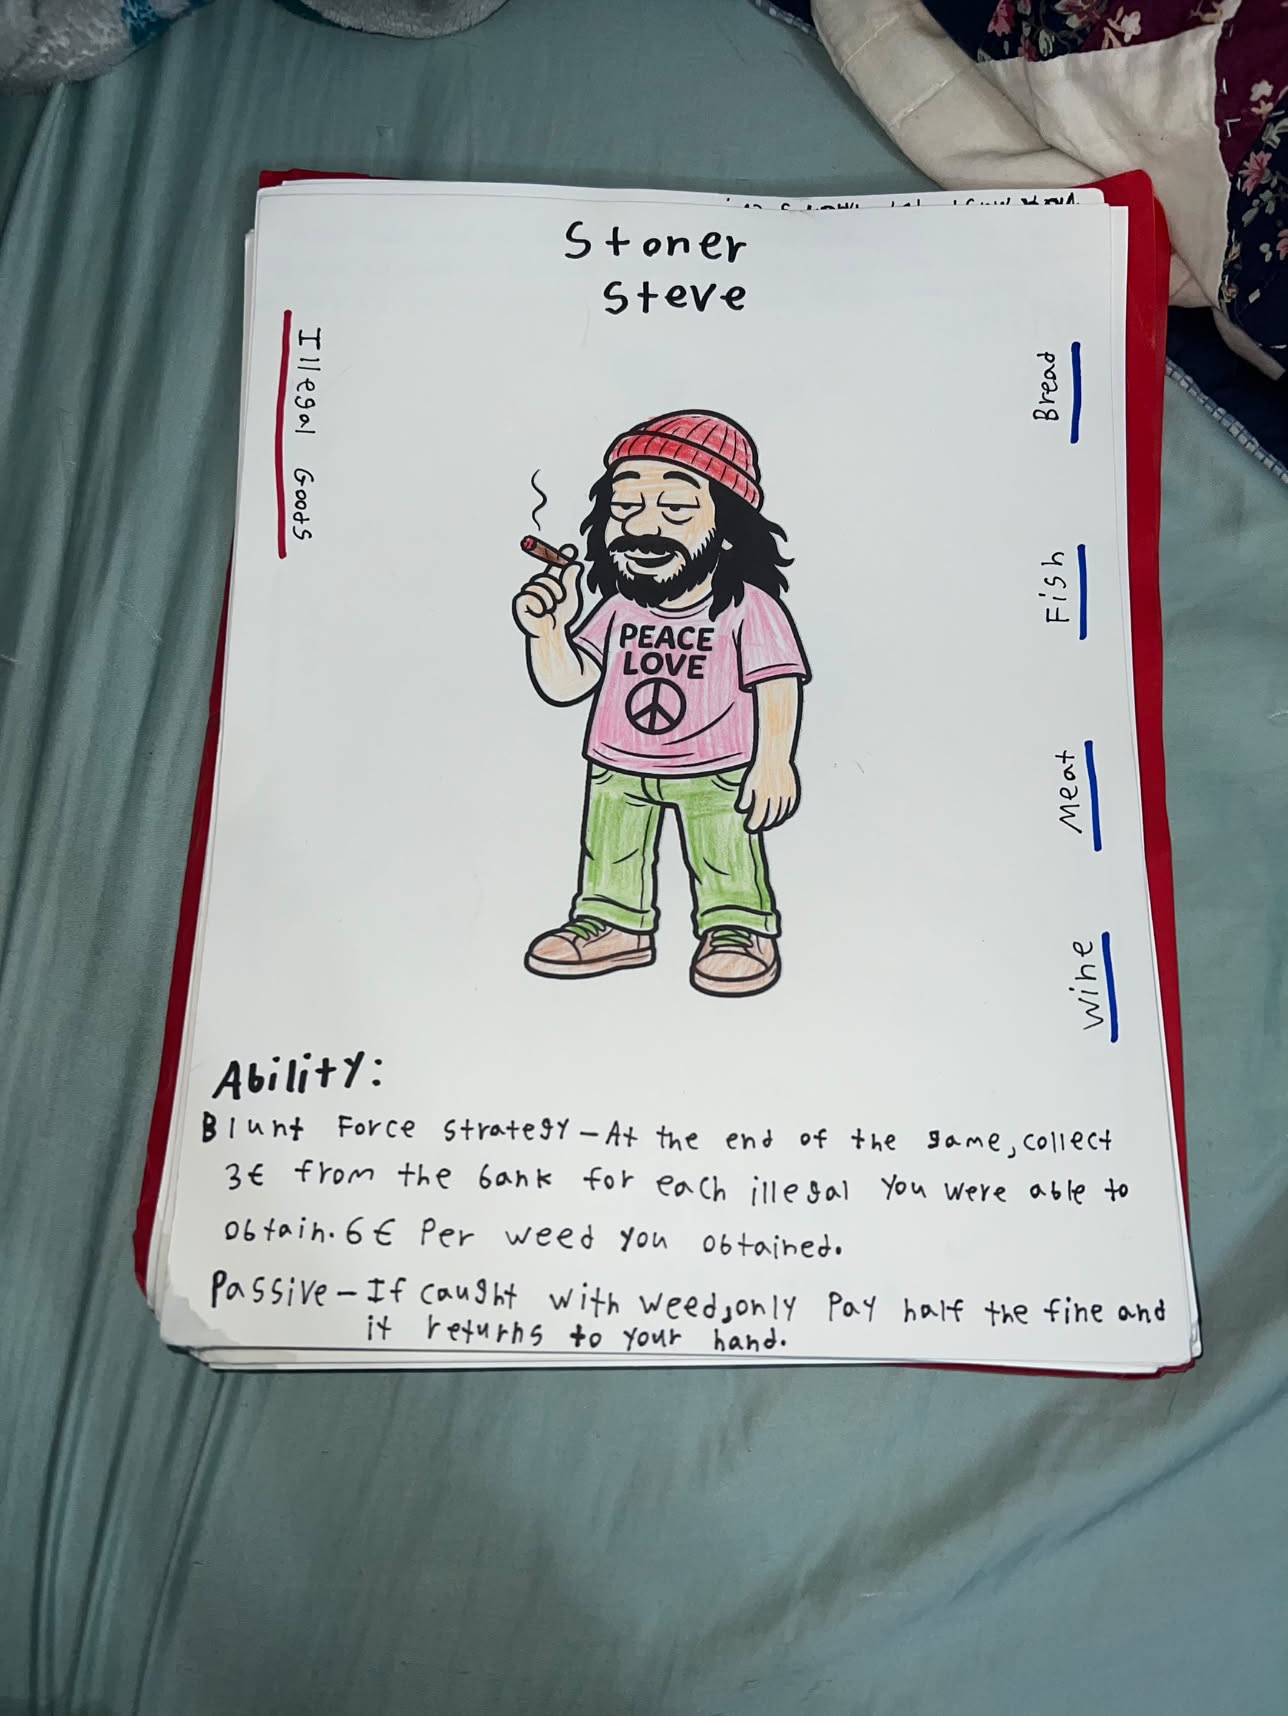 Stoner
Steve
Illegal Goods
Bread
Fish
Meat
Wine
PEACE
LOVE
Ability:
Blunt Force Strategy – At the end of the game, collect
3€ from the bank for each illegal you were able to
obtain. 6€ Per weed you obtained.
Passive – If caught with weed, only Pay half the fine and
it returns to your hand.